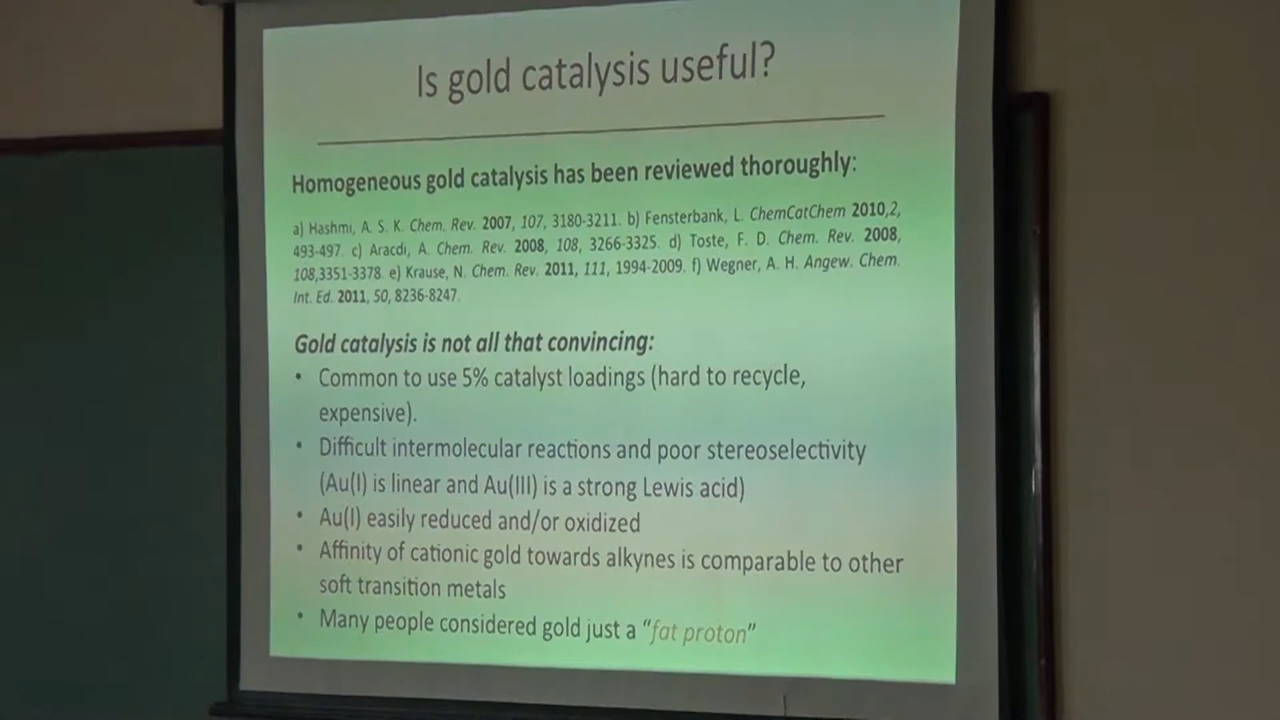 Is gold catalysis useful?
Homogeneous gold catalysis has been reviewed thoroughly:
a) Hashmi, A. S. K. Chem. Rev. 2007, 107, 3180-3211. b) Fensterbank, L. ChemCatChem 2010,2,
493-497. c) Aracdi, A. Chem. Rev. 2008, 108, 3266-3325. d) Toste, F. D. Chem. Rev. 2008,
108,3351-3378. e) Krause, N. Chem. Rev. 2011, 111, 1994-2009. f) Wegner, A. H. Angew. Chem.
Int. Ed. 2011, 50, 8236-8247.
Gold catalysis is not all that convincing:
• Common to use 5% catalyst loadings (hard to recycle,
expensive).
• Difficult intermolecular reactions and poor stereoselectivity
(Au(I) is linear and Au(III) is a strong Lewis acid)
• Au(I) easily reduced and/or oxidized
• Affinity of cationic gold towards alkynes is comparable to other
soft transition metals
• Many people considered gold just a “fat proton”